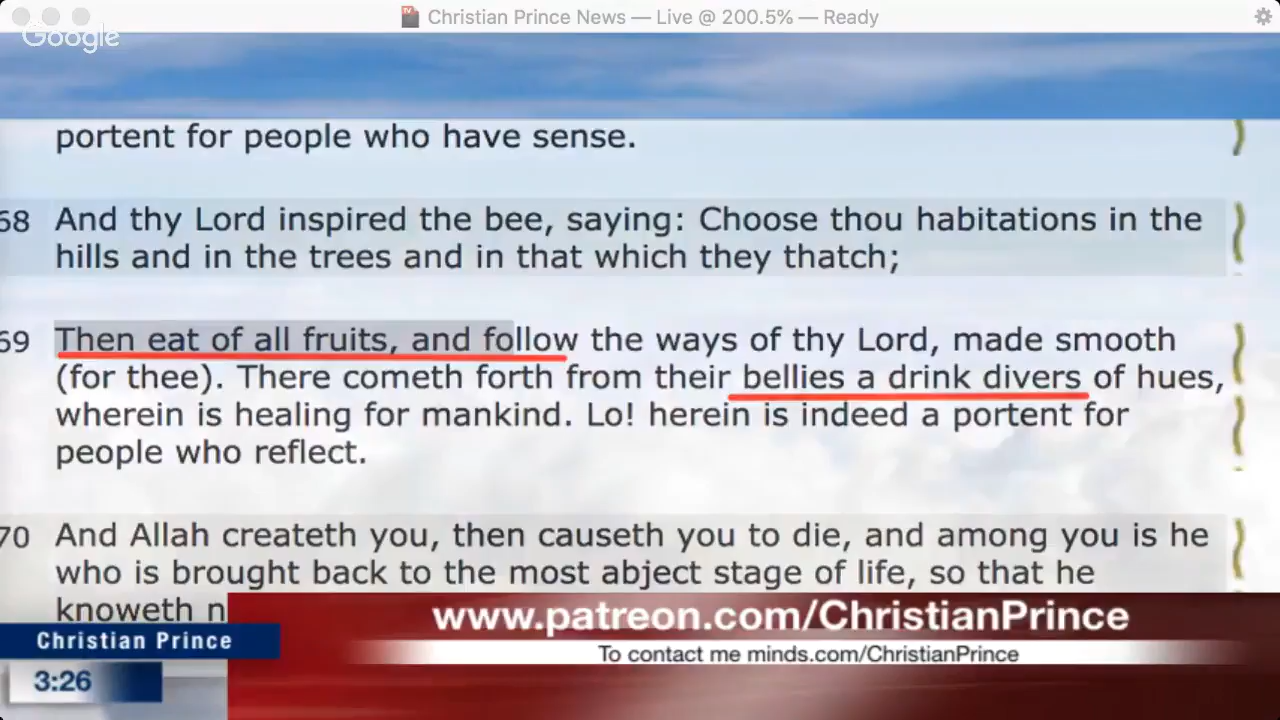 Christian Prince News — Live @ 200.5% — Ready
Google
portent for people who have sense.
68 And thy Lord inspired the bee, saying: Choose thou habitations in the
hills and in the trees and in that which they thatch;
69 Then eat of all fruits, and follow the ways of thy Lord, made smooth
(for thee). There cometh forth from their bellies a drink divers of hues,
wherein is healing for mankind. Lo! herein is indeed a portent for
people who reflect.
70 And Allah createth you, then causeth you to die, and among you is he
who is brought back to the most abject stage of life, so that he
knoweth n
www.patreon.com/ChristianPrince
Christian Prince
To contact me minds.com/ChristianPrince
3:26